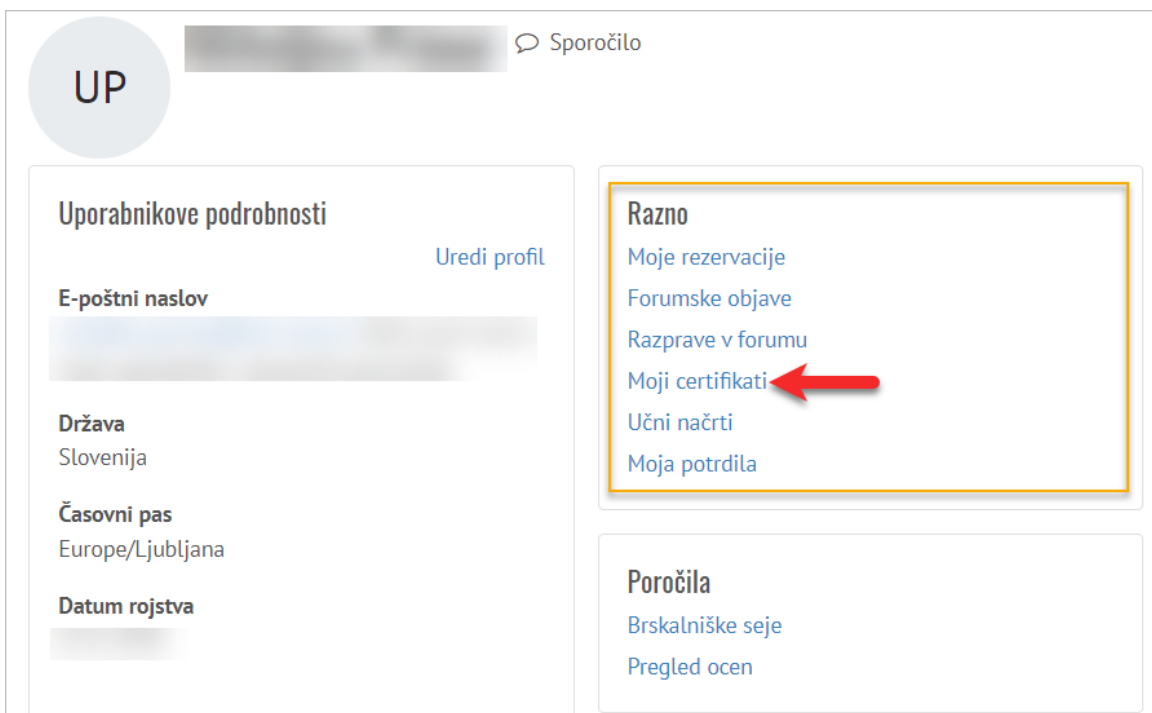 UP
Sporočilo
Uporabnikove podrobnosti
Uredi profil
E-poštni naslov
Država
Slovenija
Časovni pas
Europe/Ljubljana
Datum rojstva
Razno
Moje rezervacije
Forumske objave
Razprave v forumu
Moji certifikati
Učni načrti
Moja potrdila
Poročila
Brskalniške seje
Pregled ocen